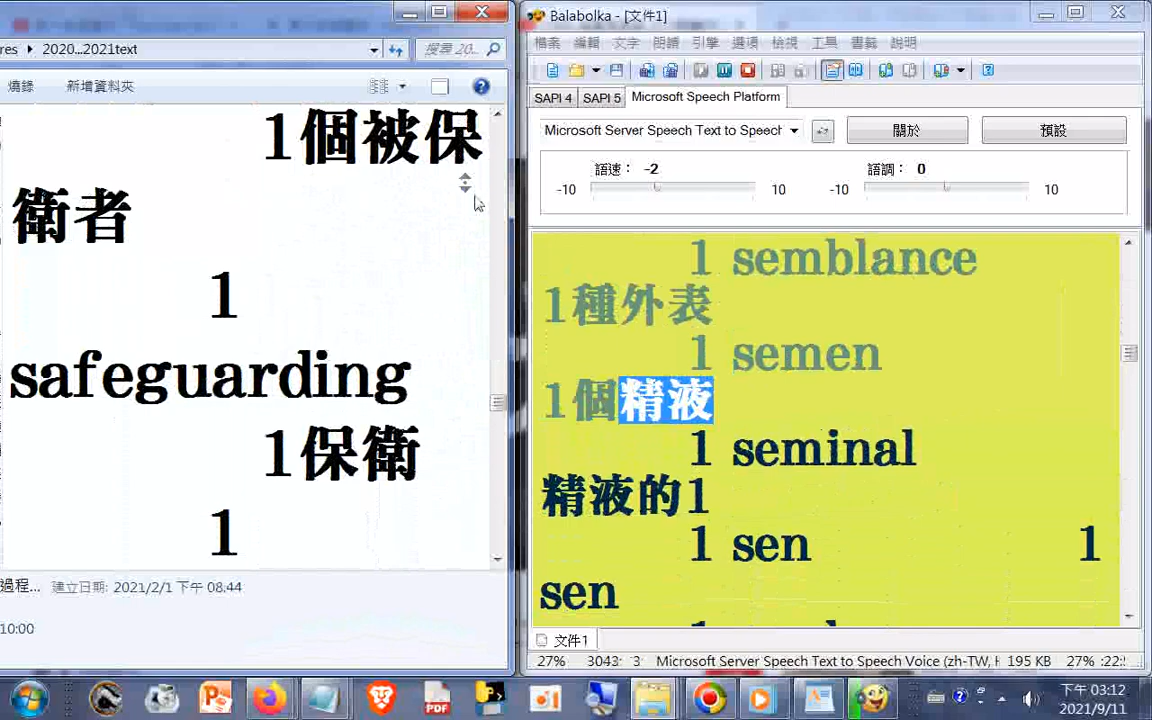 res ▸ 2020...2021text
搜尋 20...
燒錄 新增資料夾
1個被保
衛者
1
safeguarding
1保衛
1
過程... 建立日期: 2021/2/1 下午 08:44
10:00
Balabolka - [文件1]
檔案 編輯 文字 朗讀 引擎 選項 檢視 工具 書籤 說明
SAPI 4 SAPI 5 Microsoft Speech Platform
Microsoft Server Speech Text to Speech
關於 預設
語速： -2 語調： 0
-10 10 -10 10
1 semblance
1種外表
1 semen
1個精液
1 seminal
精液的1
1 sen 1
sen
文件1
27% 3043 3 Microsoft Server Speech Text to Speech Voice (zh-TW, H 195 KB 27%
PDF
下午 03:12
2021/9/11